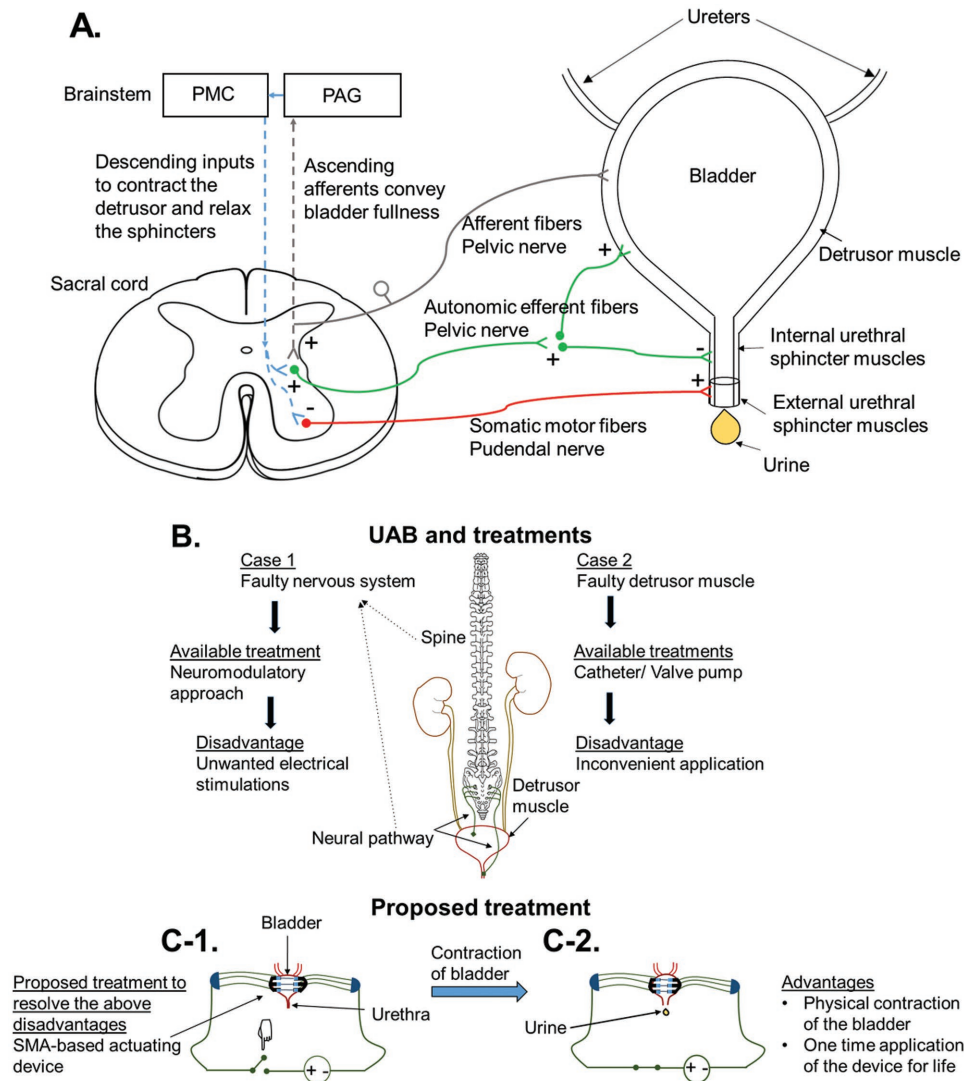 A.
Ureters
Brainstem
PMC
PAG
Descending inputs
to contract the
detrusor and relax
the sphincters
Ascending
afferents convey
bladder fullness
Bladder
Afferent fibers
Pelvic nerve
Detrusor muscle
Sacral cord
Autonomic efferent fibers
Pelvic nerve
Internal urethral
sphincter muscles
+
+
+
+
-
-
+
External urethral
sphincter muscles
Somatic motor fibers
Pudendal nerve
Urine
B.
UAB and treatments
Case 1
Faulty nervous system
Available treatment
Neuromodulatory
approach
Disadvantage
Unwanted electrical
stimulations
Spine
Case 2
Faulty detrusor muscle
Available treatments
Catheter/ Valve pump
Disadvantage
Inconvenient application
Detrusor
muscle
Neural pathway
Proposed treatment
C-1.
Bladder
Contraction
of bladder
C-2.
Proposed treatment to
resolve the above
disadvantages
SMA-based actuating
device
Urethra
+ -
Urine
+ -
Advantages
• Physical contraction
of the bladder
• One time application
of the device for life